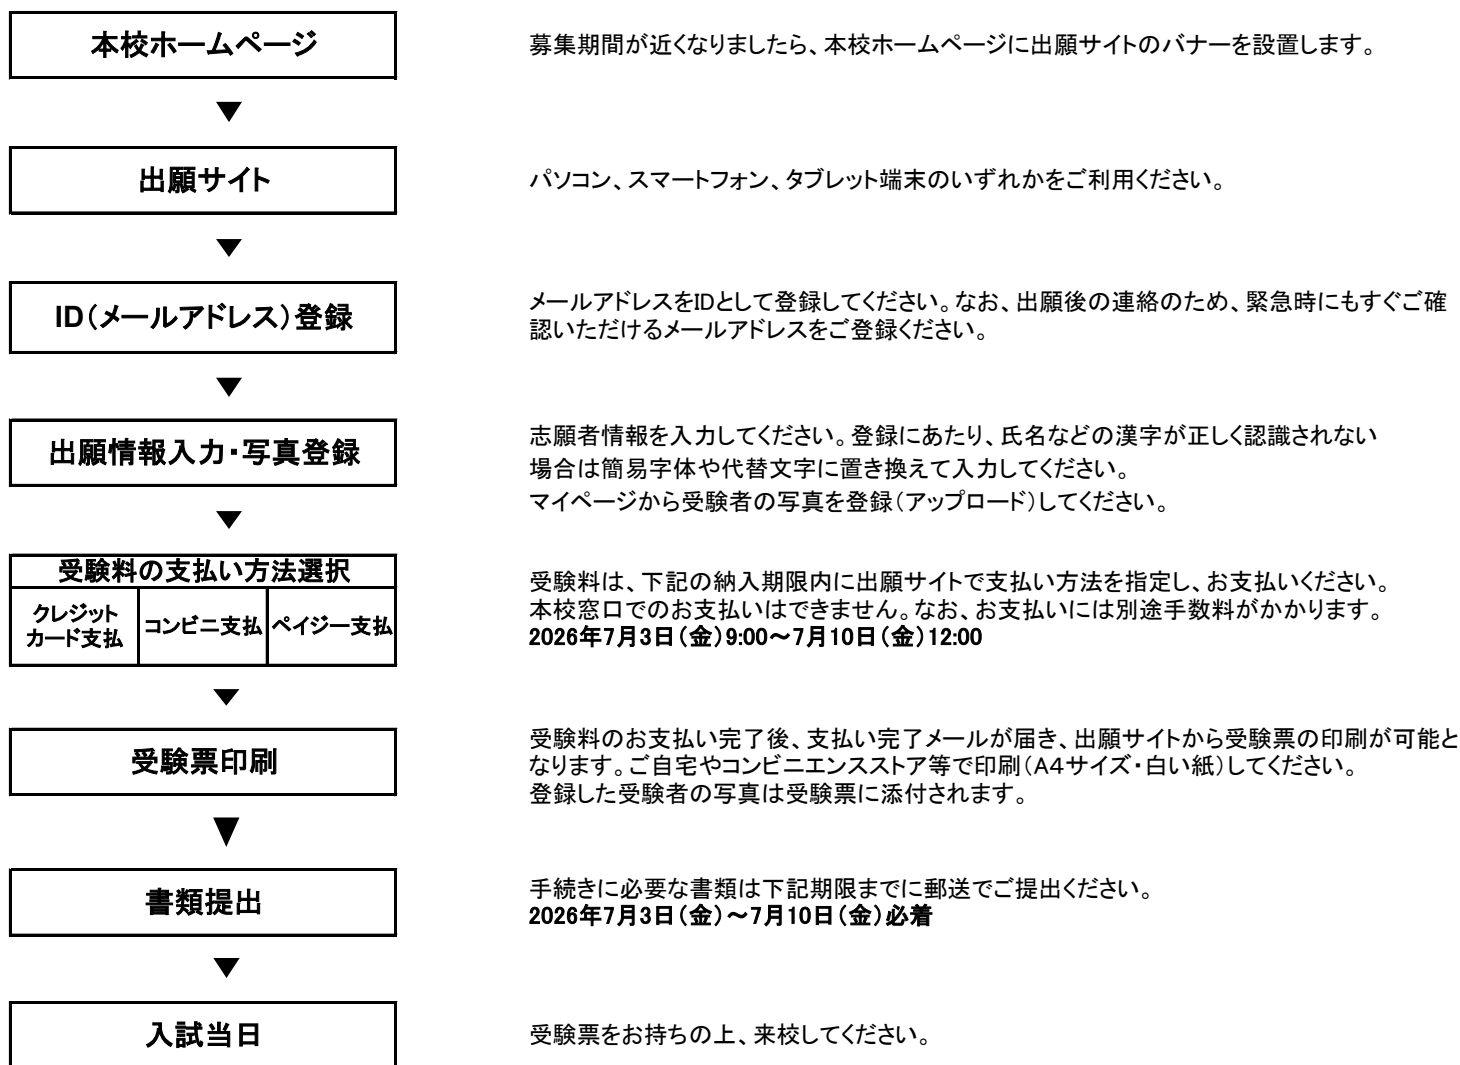 本校ホームページ
募集期間が近くなりましたら、本校ホームページに出願サイトのバナーを設置します。
▼
出願サイト
パソコン、スマートフォン、タブレット端末のいずれかをご利用ください。
▼
ID(メールアドレス)登録
メールアドレスをIDとして登録してください。なお、出願後の連絡のため、緊急時にもすぐご確
認いただけるメールアドレスをご登録ください。
▼
出願情報入力・写真登録
志願者情報を入力してください。登録にあたり、氏名などの漢字が正しく認識されない
場合は簡易字体や代替文字に置き換えて入力してください。
マイページから受験者の写真を登録(アップロード)してください。
▼
受験料の支払い方法選択
クレジット
カード支払
コンビニ支払
ペイジー支払
受験料は、下記の納入期限内に出願サイトで支払い方法を指定し、お支払いください。
本校窓口でのお支払いはできません。なお、お支払いには別途手数料がかかります。
2026年7月3日(金)9:00~7月10日(金)12:00
▼
受験票印刷
受験料のお支払い完了後、支払い完了メールが届き、出願サイトから受験票の印刷が可能と
なります。ご自宅やコンビニエンスストア等で印刷(A4サイズ・白い紙)してください。
登録した受験者の写真は受験票に添付されます。
▼
書類提出
手続きに必要な書類は下記期限までに郵送でご提出ください。
2026年7月3日(金)~7月10日(金)必着
▼
入試当日
受験票をお持ちの上、来校してください。